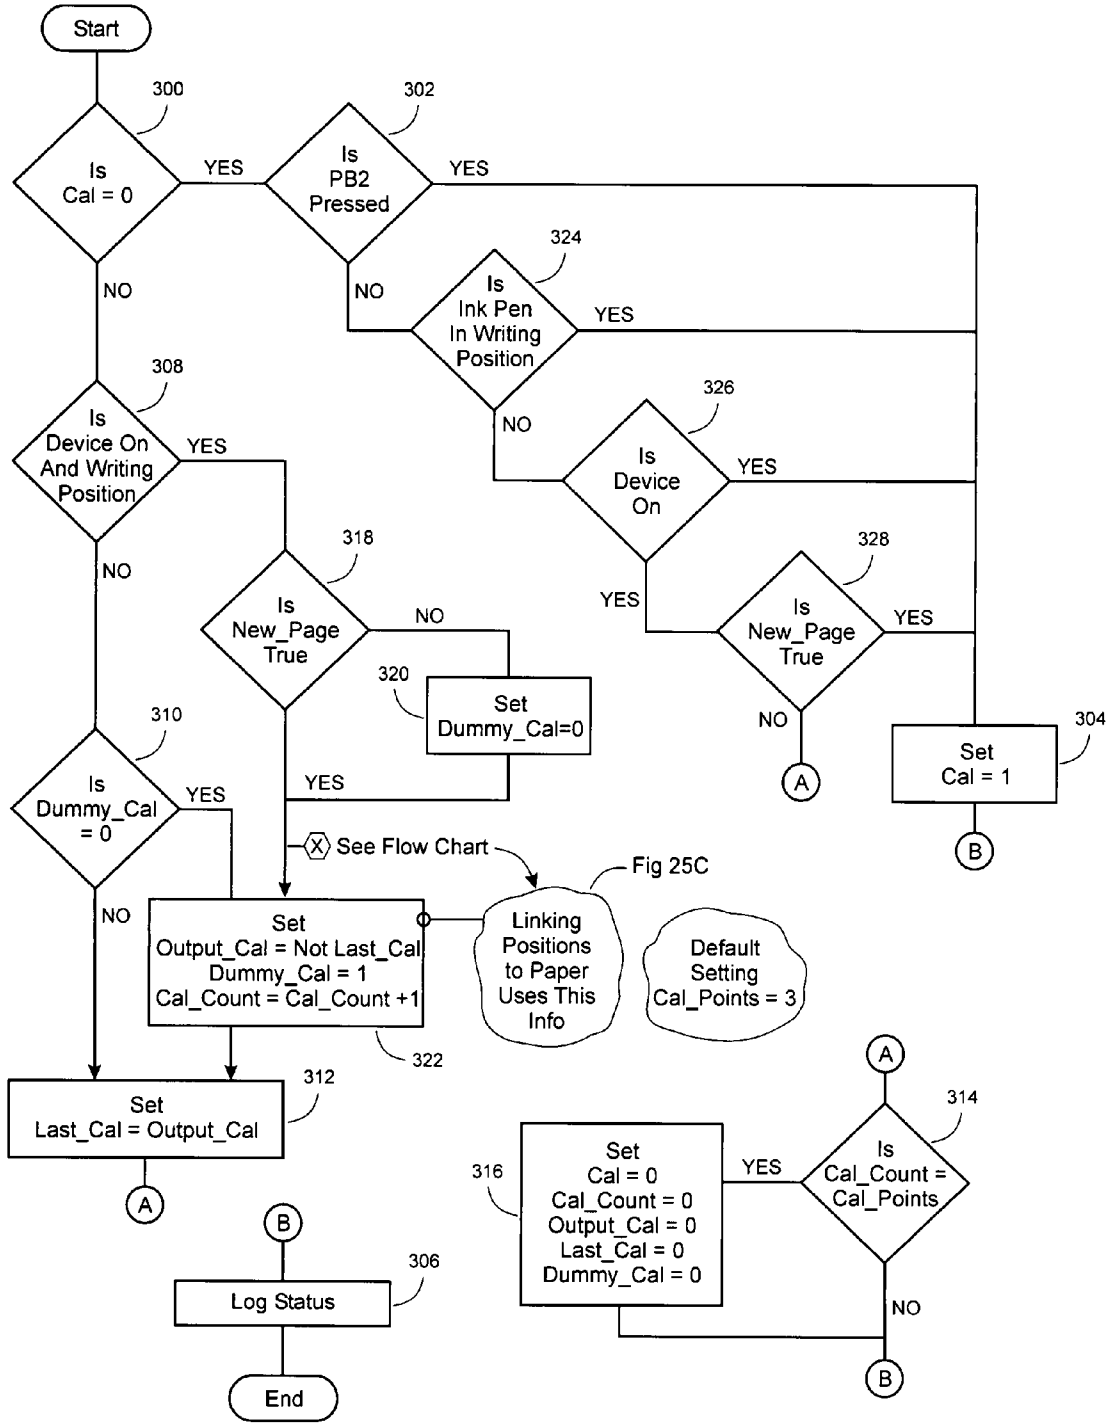 Start
300
Is
Cal = 0
YES
NO
302
Is
PB2
Pressed
YES
NO
324
Is
Ink Pen
In Writing
Position
YES
NO
326
Is
Device
On
YES
YES
328
Is
New_Page
True
YES
NO
A
304
Set
Cal = 1
B
308
Is
Device On
And Writing
Position
YES
NO
318
Is
New_Page
True
NO
YES
320
Set
Dummy_Cal=0
310
Is
Dummy_Cal
= 0
YES
NO
X See Flow Chart
Fig 25C
Linking
Positions
to Paper
Uses This
Info
Default
Setting
Cal_Points = 3
Set
Output_Cal = Not Last_Cal
Dummy_Cal = 1
Cal_Count = Cal_Count +1
322
312
Set
Last_Cal = Output_Cal
A
B
306
Log Status
End
A
314
Is
Cal_Count =
Cal_Points
YES
NO
316
Set
Cal = 0
Cal_Count = 0
Output_Cal = 0
Last_Cal = 0
Dummy_Cal = 0
B